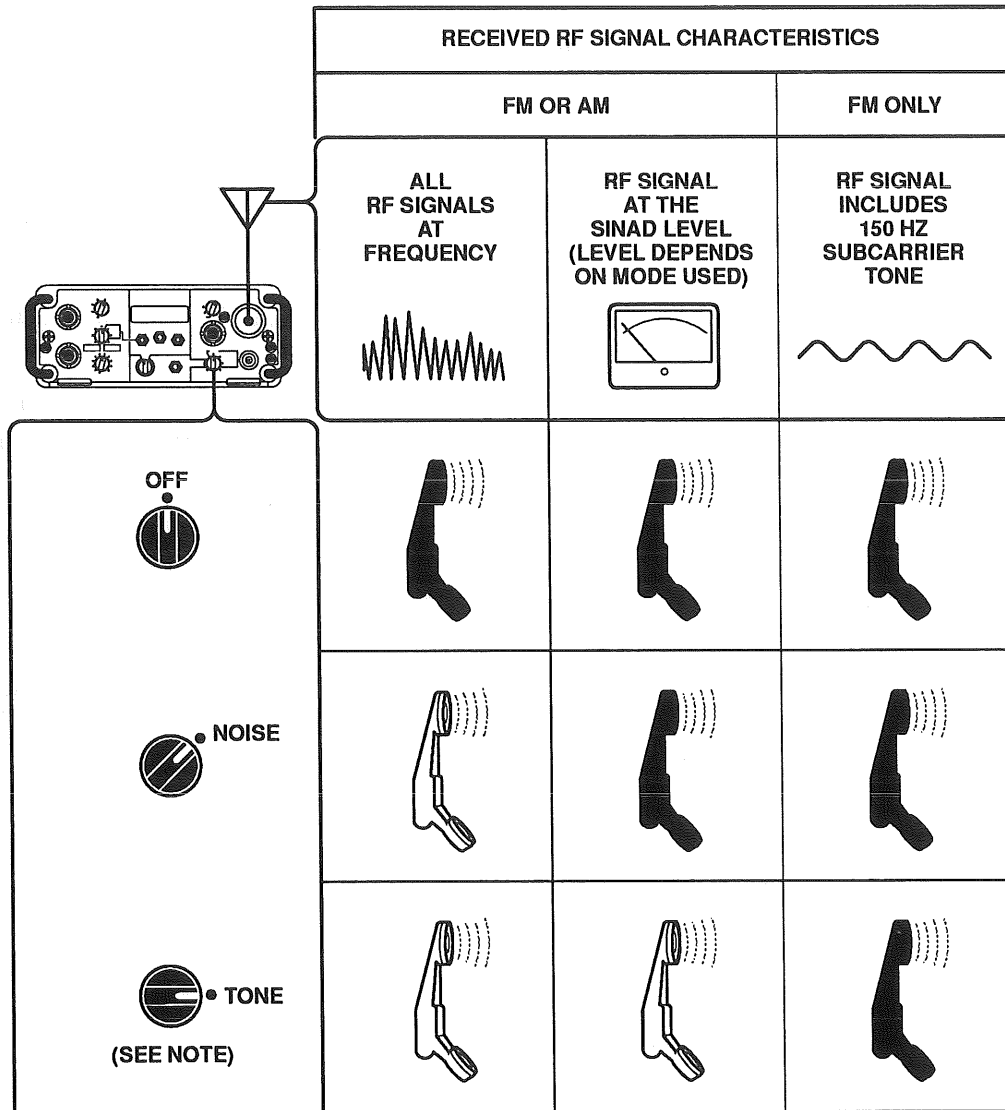 RECEIVED RF SIGNAL CHARACTERISTICS
FM OR AM
FM ONLY
ALL
RF SIGNALS
AT
FREQUENCY
RF SIGNAL
AT THE
SINAD LEVEL
(LEVEL DEPENDS
ON MODE USED)
RF SIGNAL
INCLUDES
150 HZ
SUBCARRIER
TONE
OFF
NOISE
TONE
(SEE NOTE)